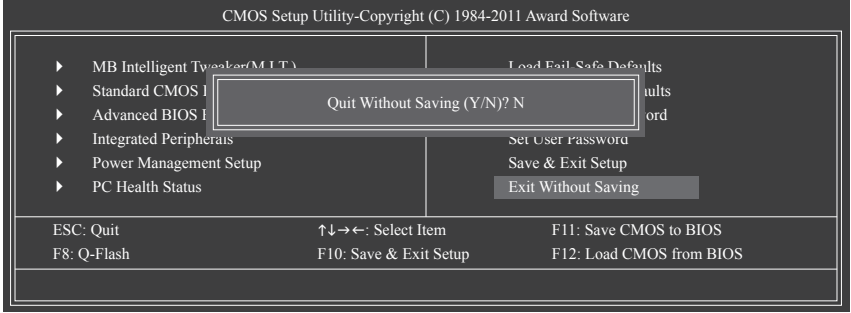 CMOS Setup Utility-Copyright (C) 1984-2011 Award Software
MB Intelligent Tweaker(M.I.T.)
Standard CMOS
Advanced BIOS
Integrated Peripherals
Power Management Setup
PC Health Status
Load Fail-Safe Defaults
Set User Password
Save & Exit Setup
Exit Without Saving
Quit Without Saving (Y/N)? N
ESC: Quit ↑↓→←: Select Item F11: Save CMOS to BIOS
F8: Q-Flash F10: Save & Exit Setup F12: Load CMOS from BIOS